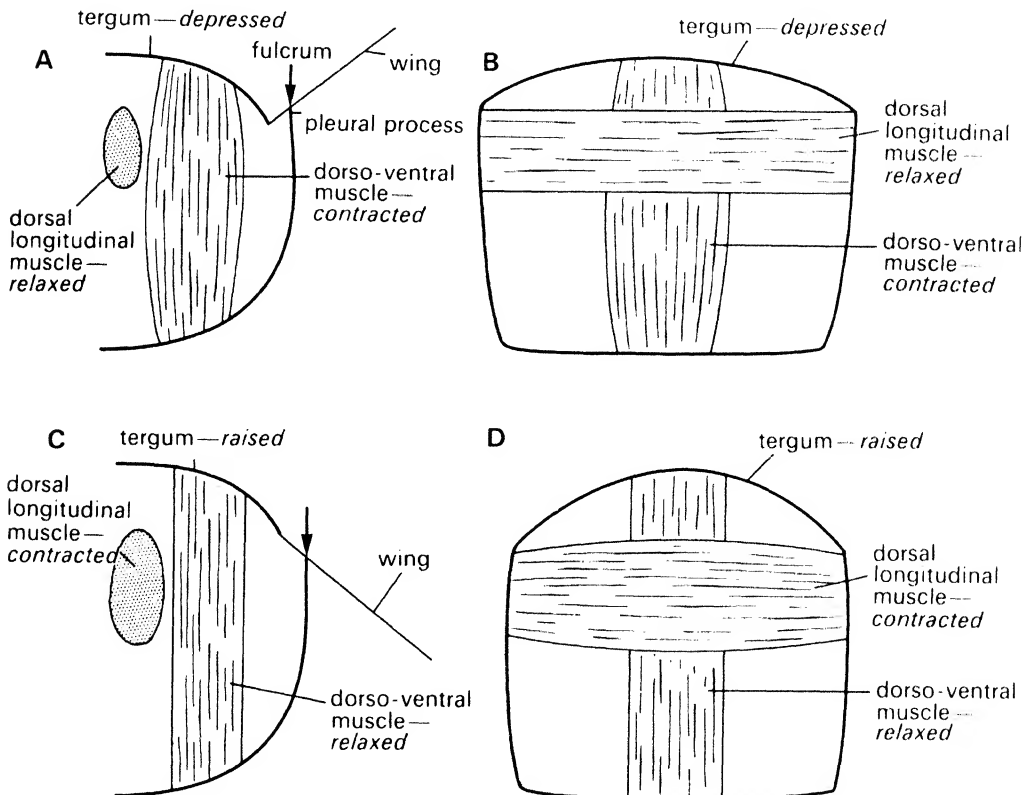 A
tergum—depressed
fulcrum
wing
pleural process
dorso-ventral
muscle—
contracted
dorsal
longitudinal
muscle—
relaxed
B
tergum—depressed
dorsal
longitudinal
muscle—
relaxed
dorso-ventral
muscle—
contracted
C
tergum—raised
dorsal
longitudinal
muscle—
contracted
wing
dorso-ventral
muscle—
relaxed
D
tergum—raised
dorsal
longitudinal
muscle—
contracted
dorso-ventral
muscle—
relaxed